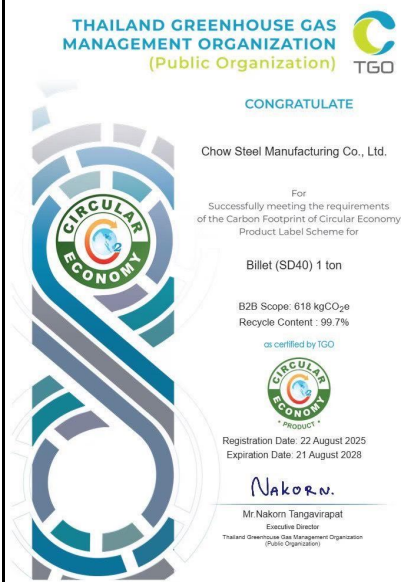 THAILAND GREENHOUSE GAS
MANAGEMENT ORGANIZATION
(Public Organization)
TGO
CONGRATULATE
Chow Steel Manufacturing Co., Ltd.
For
Successfully meeting the requirements
of the Carbon Footprint of Circular Economy
Product Label Scheme for
CIRCULAR
2
ECONOMY
Billet (SD40) 1 ton
B2B Scope: 618 kgCO₂e
Recycle Content : 99.7%
as certified by TGO
CIRCULAR
2
ECONOMY
• PRODUCT •
Registration Date: 22 August 2025
Expiration Date: 21 August 2028
NAKORN.
Mr.Nakorn Tangavirapat
Executive Director
Thailand Greenhouse Gas Management Organization
(Public Organization)